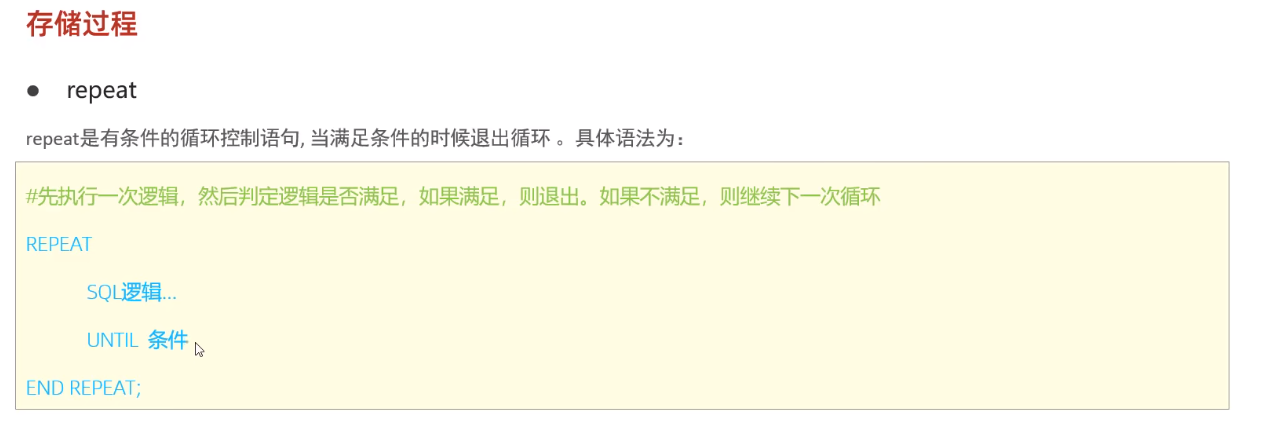 存储过程
● repeat
repeat是有条件的循环控制语句, 当满足条件的时候退出循环 。具体语法为：
#先执行一次逻辑，然后判定逻辑是否满足，如果满足，则退出。如果不满足，则继续下一次循环
REPEAT
SQL逻辑...
UNTIL 条件
END REPEAT;